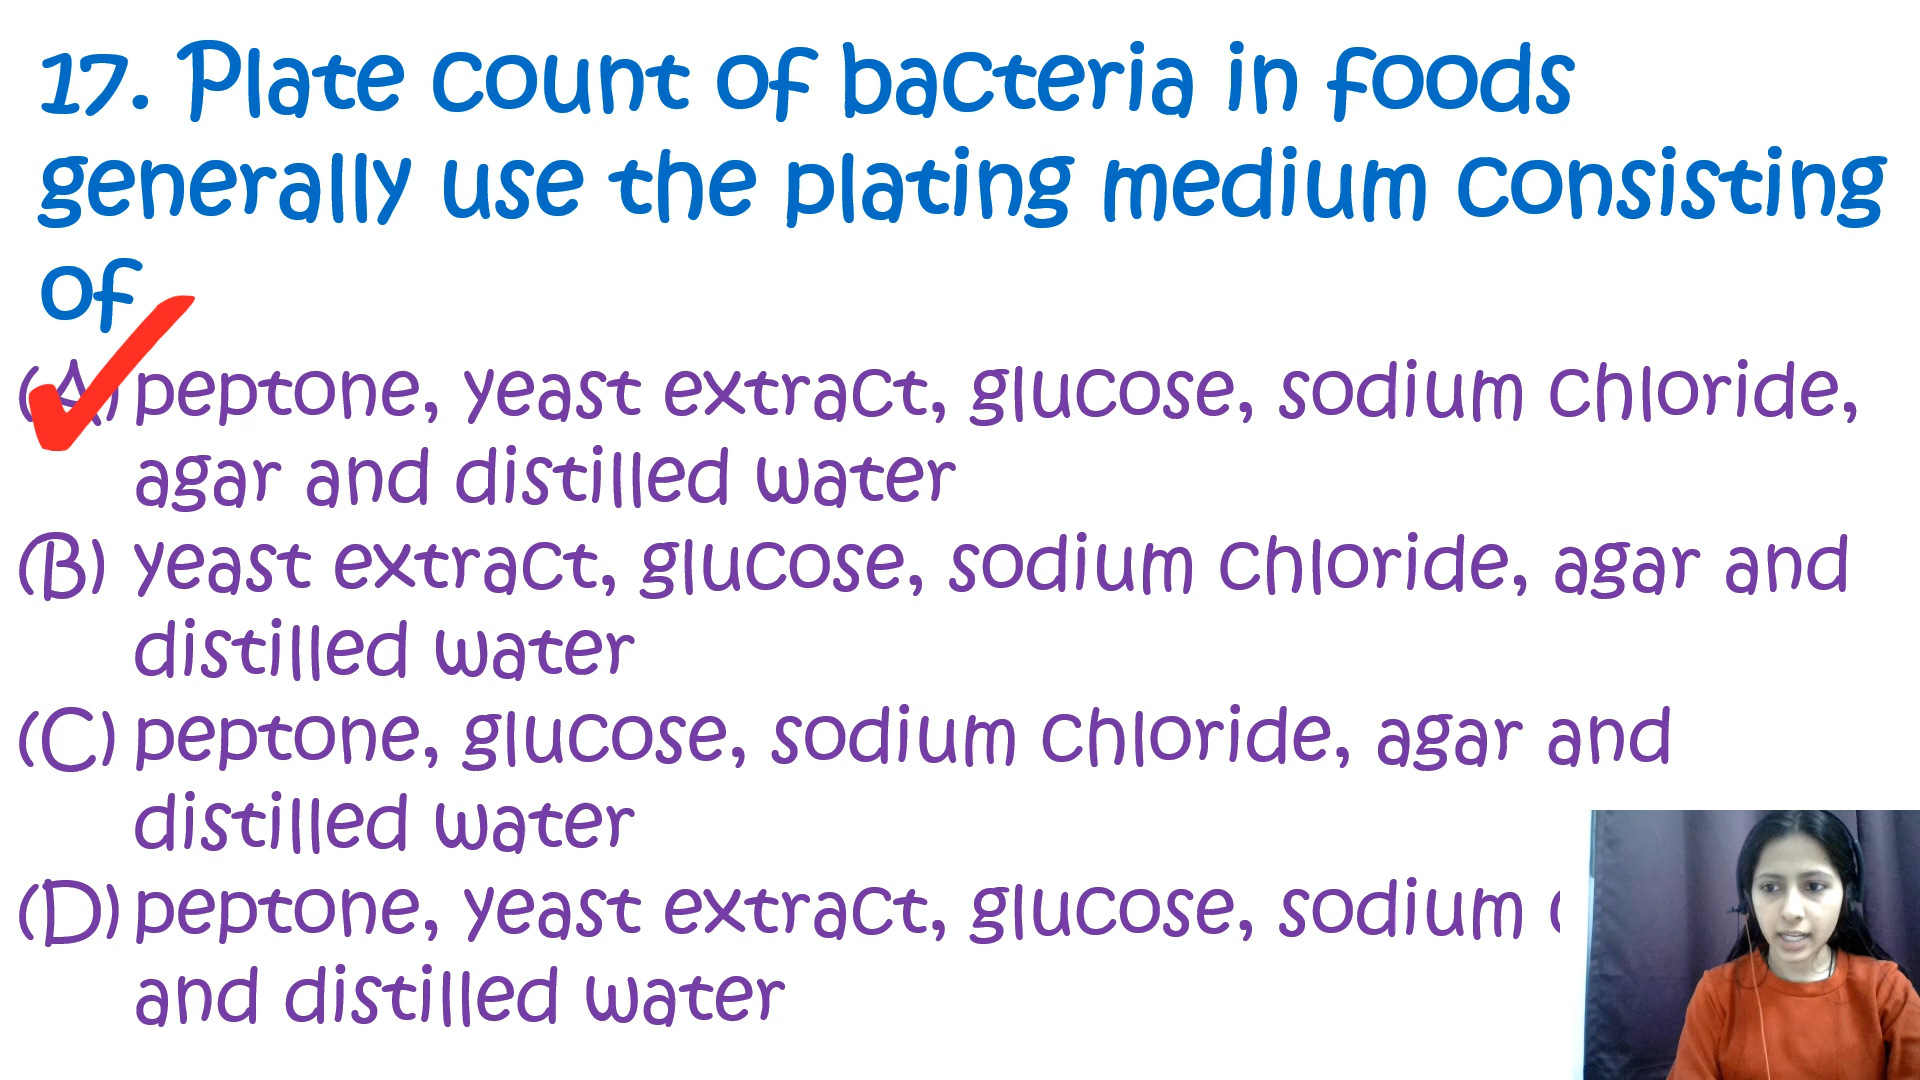 17. Plate count of bacteria in foods
generally use the plating medium consisting
of
(A) peptone, yeast extract, glucose, sodium chloride,
agar and distilled water
(B) yeast extract, glucose, sodium chloride, agar and
distilled water
(C) peptone, glucose, sodium chloride, agar and
distilled water
(D) peptone, yeast extract, glucose, sodium
and distilled water